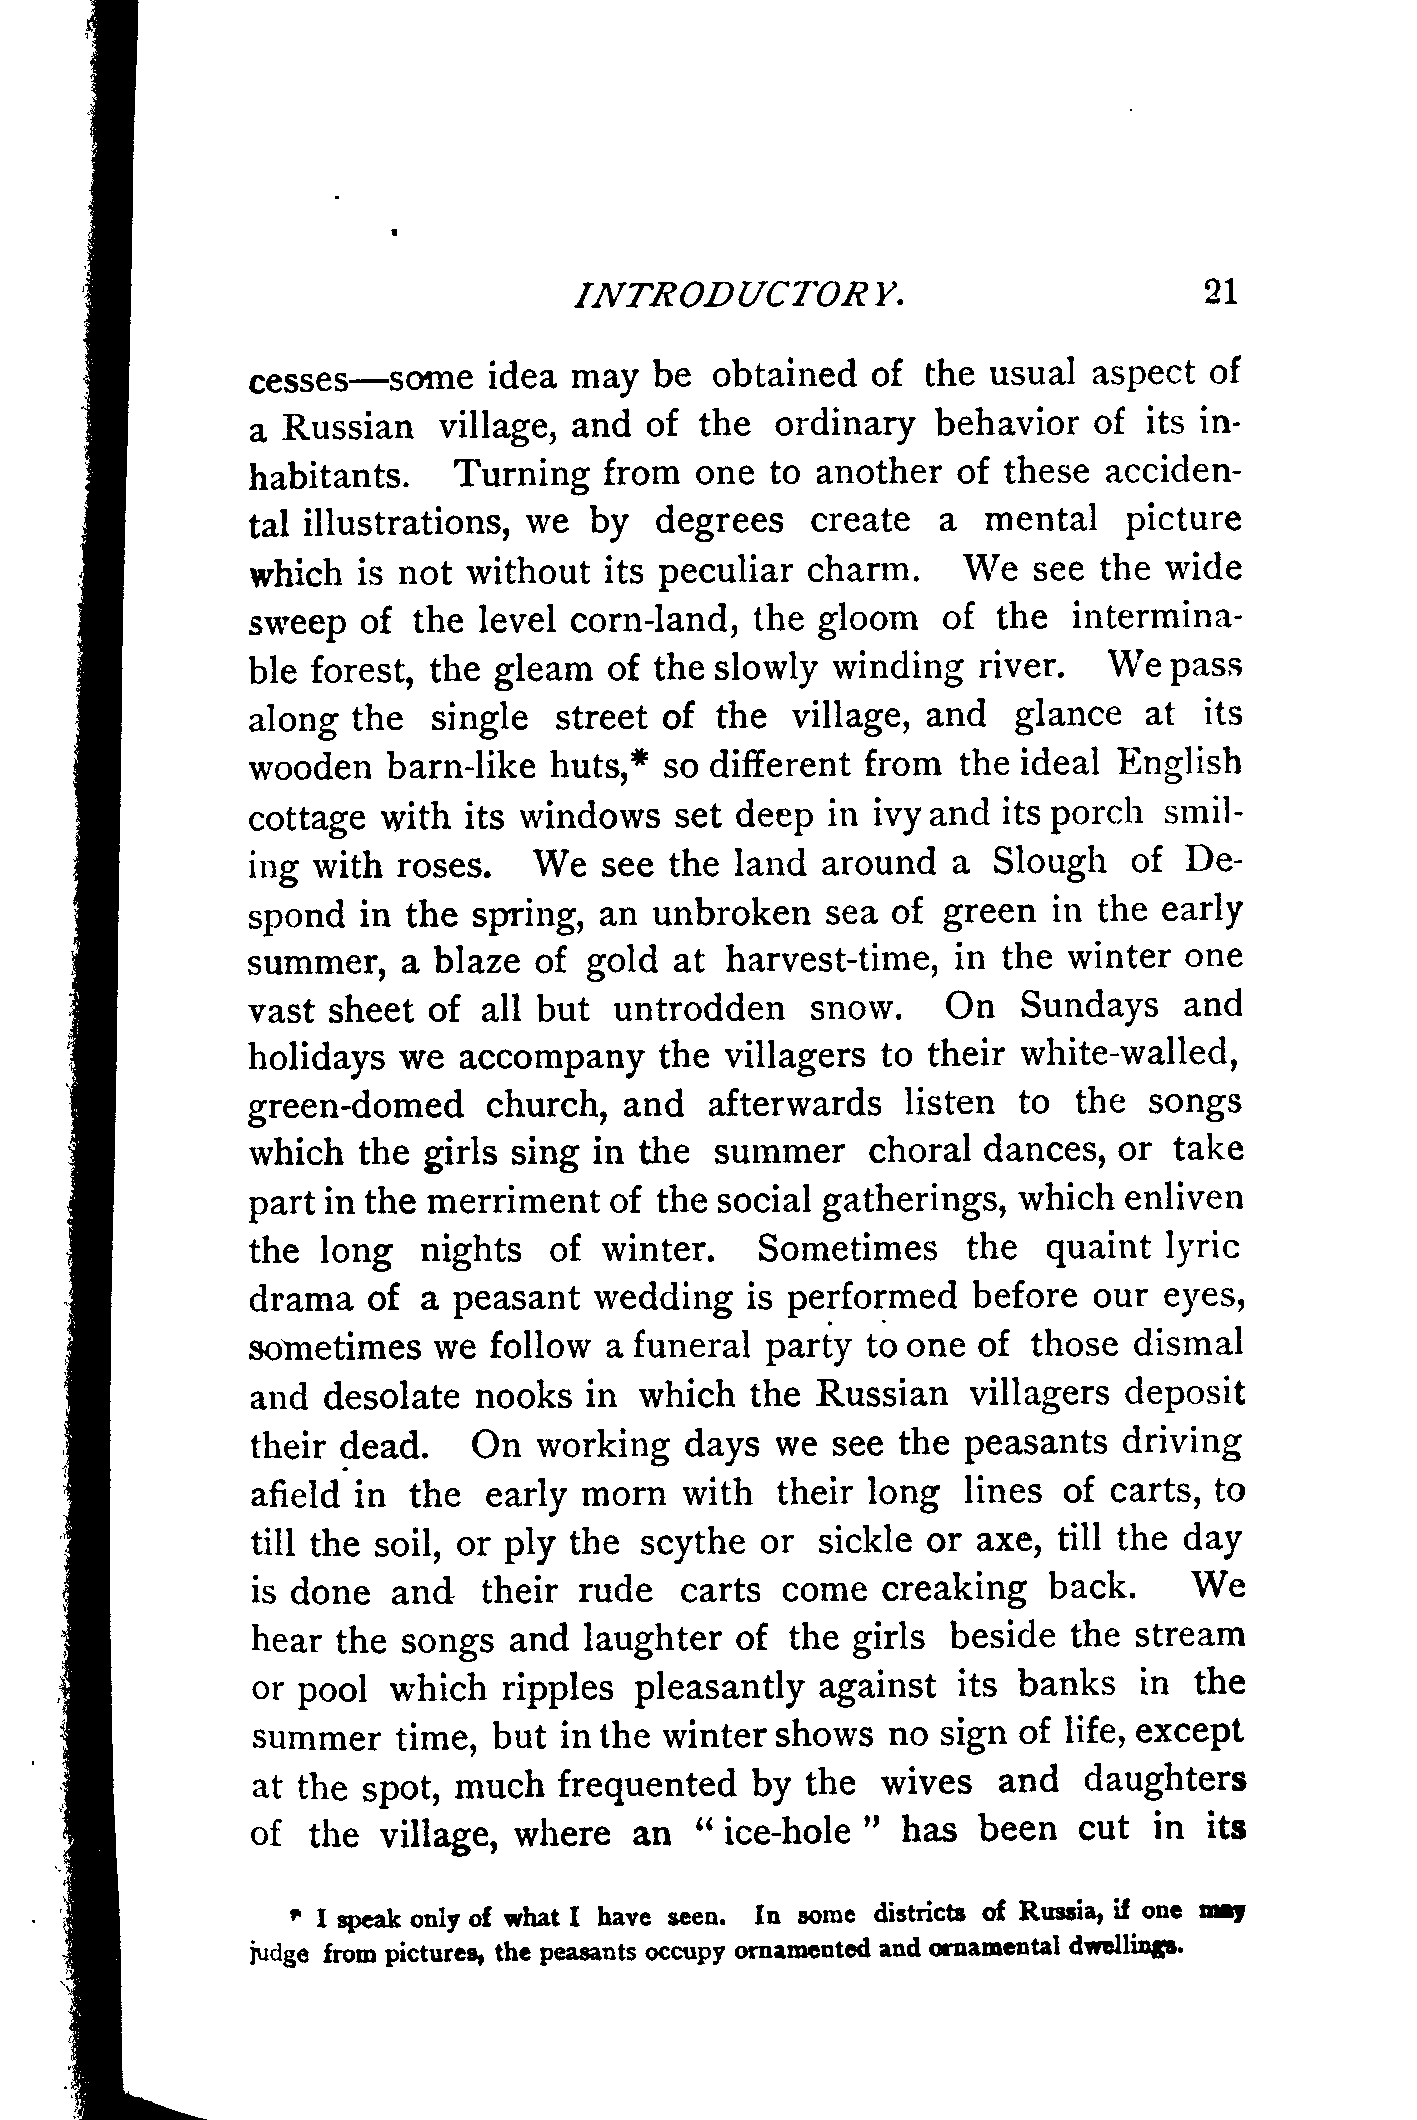 INTRODUCTORY. 21
cesses—some idea may be obtained of the usual aspect of
a Russian village, and of the ordinary behavior of its in-
habitants. Turning from one to another of these acciden-
tal illustrations, we by degrees create a mental picture
which is not without its peculiar charm. We see the wide
sweep of the level corn-land, the gloom of the intermina-
ble forest, the gleam of the slowly winding river. We pass
along the single street of the village, and glance at its
wooden barn-like huts,* so different from the ideal English
cottage with its windows set deep in ivy and its porch smil-
ing with roses. We see the land around a Slough of De-
spond in the spring, an unbroken sea of green in the early
summer, a blaze of gold at harvest-time, in the winter one
vast sheet of all but untrodden snow. On Sundays and
holidays we accompany the villagers to their white-walled,
green-domed church, and afterwards listen to the songs
which the girls sing in the summer choral dances, or take
part in the merriment of the social gatherings, which enliven
the long nights of winter. Sometimes the quaint lyric
drama of a peasant wedding is performed before our eyes,
sometimes we follow a funeral party to one of those dismal
and desolate nooks in which the Russian villagers deposit
their dead. On working days we see the peasants driving
afield in the early morn with their long lines of carts, to
till the soil, or ply the scythe or sickle or axe, till the day
is done and their rude carts come creaking back. We
hear the songs and laughter of the girls beside the stream
or pool which ripples pleasantly against its banks in the
summer time, but in the winter shows no sign of life, except
at the spot, much frequented by the wives and daughters
of the village, where an "ice-hole" has been cut in its
* I speak only of what I have seen. In some districts of Russia, if one may
judge from pictures, the peasants occupy ornamented and ornamental dwellings.